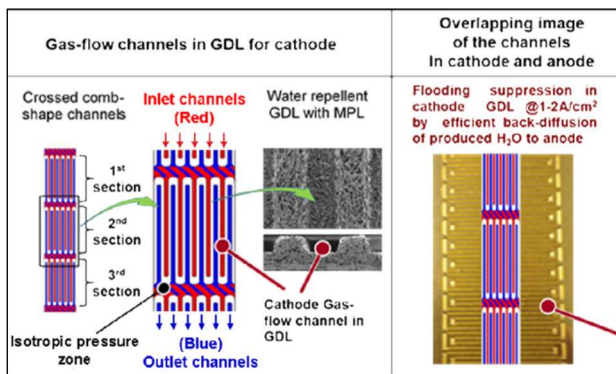 Gas-flow channels in GDL for cathode
Crossed comb-
shape channels
1st
section
2nd
section
3rd
section
Isotropic pressure
zone
Inlet channels
(Red)
(Blue)
Outlet channels
Water repellent
GDL with MPL
Cathode Gas-
flow channel in
GDL
Overlapping image
of the channels
In cathode and anode
Flooding suppression in
cathode GDL @1-2A/cm²
by efficient back-diffusion
of produced H₂O to anode